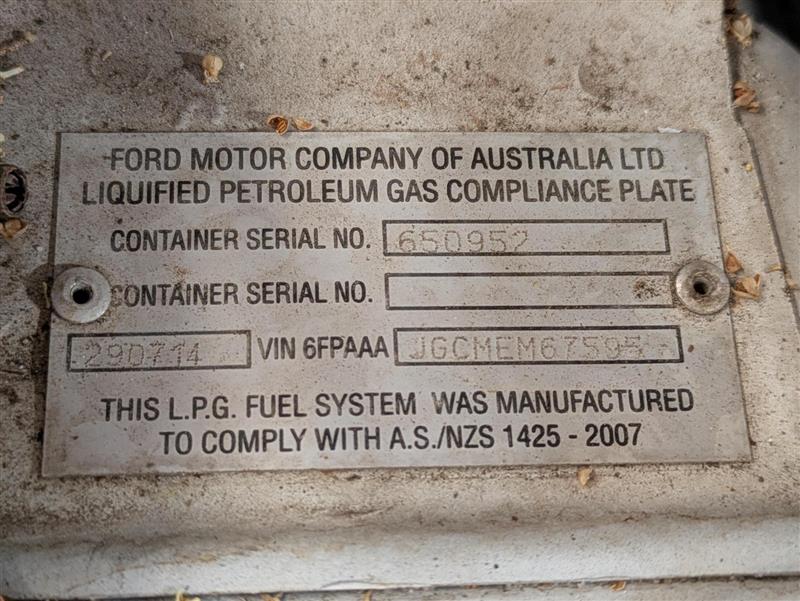 FORD MOTOR COMPANY OF AUSTRALIA LTD
LIQUIFIED PETROLEUM GAS COMPLIANCE PLATE
CONTAINER SERIAL NO. 650952
CONTAINER SERIAL NO.
290714 VIN 6FPAAA JGCMEM67595
THIS L.P.G. FUEL SYSTEM WAS MANUFACTURED
TO COMPLY WITH A.S./NZS 1425 - 2007